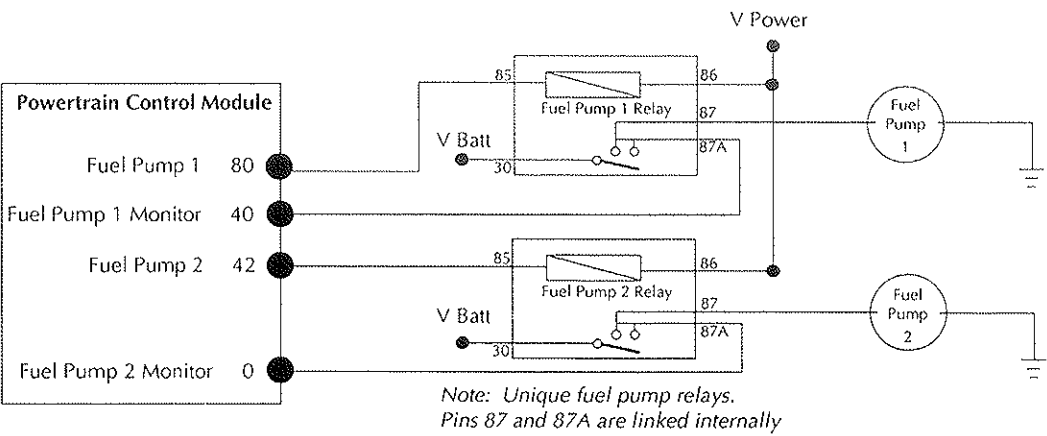 V Power
85
86
Powertrain Control Module
Fuel Pump 1 Relay
87
Fuel
Pump
1
V Batt
87A
30
Fuel Pump 1 80
Fuel Pump 1 Monitor 40
Fuel Pump 2 42
85
86
Fuel Pump 2 Relay
87
Fuel
Pump
2
V Batt
87A
30
Fuel Pump 2 Monitor 0
Note: Unique fuel pump relays.
Pins 87 and 87A are linked internally